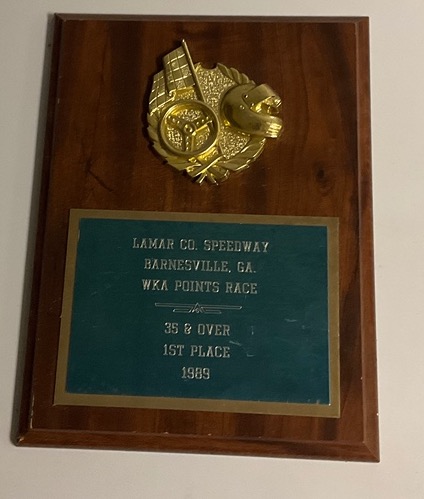 LAMAR CO. SPEEDWAY
BARNESVILLE, GA.
WKA POINTS RACE
35 & OVER
1ST PLACE
1989